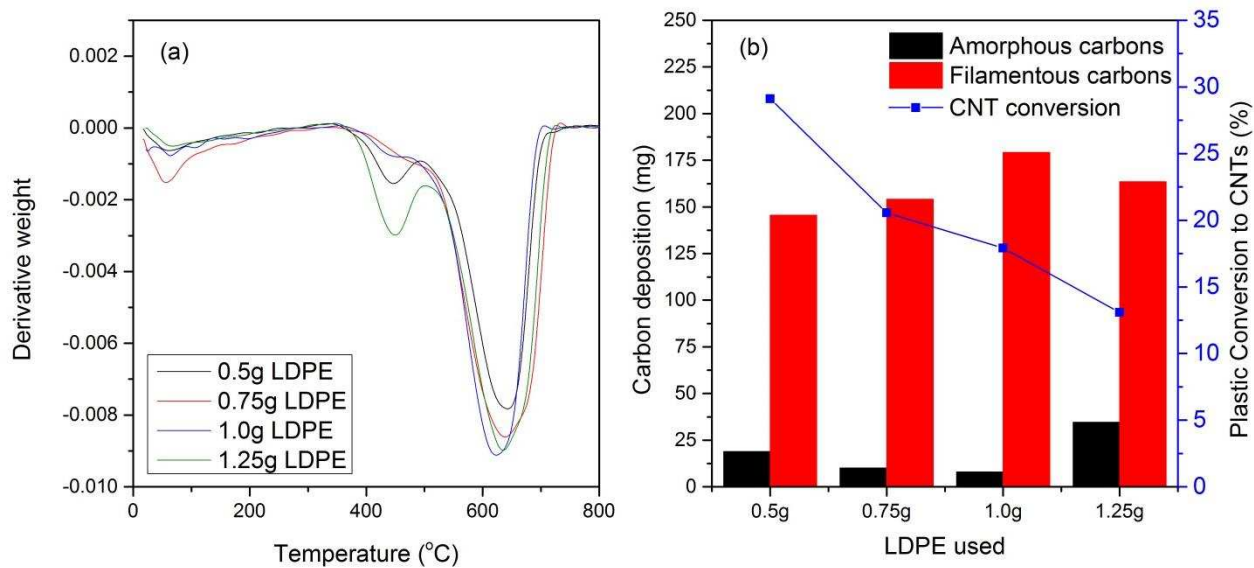 (a)
0.002
0.000
-0.002
-0.004
-0.006
-0.008
-0.010
Derivative weight
0.5g LDPE
0.75g LDPE
1.0g LDPE
1.25g LDPE
0
200
400
600
800
Temperature (°C)
(b)
Amorphous carbons
Filamentous carbons
CNT conversion
250
225
200
175
150
125
100
75
50
25
0
Carbon deposition (mg)
35
30
25
20
15
10
5
0
Plastic Conversion to CNTs (%)
0.5g
0.75g
1.0g
1.25g
LDPE used